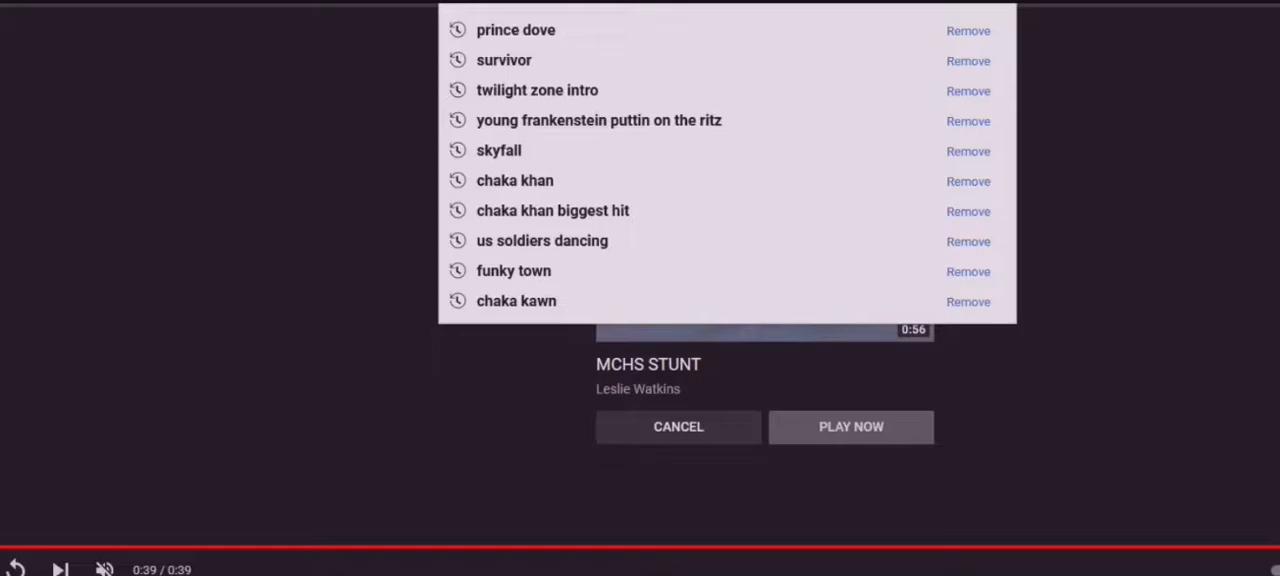 prince dove Remove
survivor Remove
twilight zone intro Remove
young frankenstein puttin on the ritz Remove
skyfall Remove
chaka khan Remove
chaka khan biggest hit Remove
us soldiers dancing Remove
funky town Remove
chaka kawn Remove
0:56
MCHS STUNT
Leslie Watkins
CANCEL PLAY NOW
0:39 / 0:39